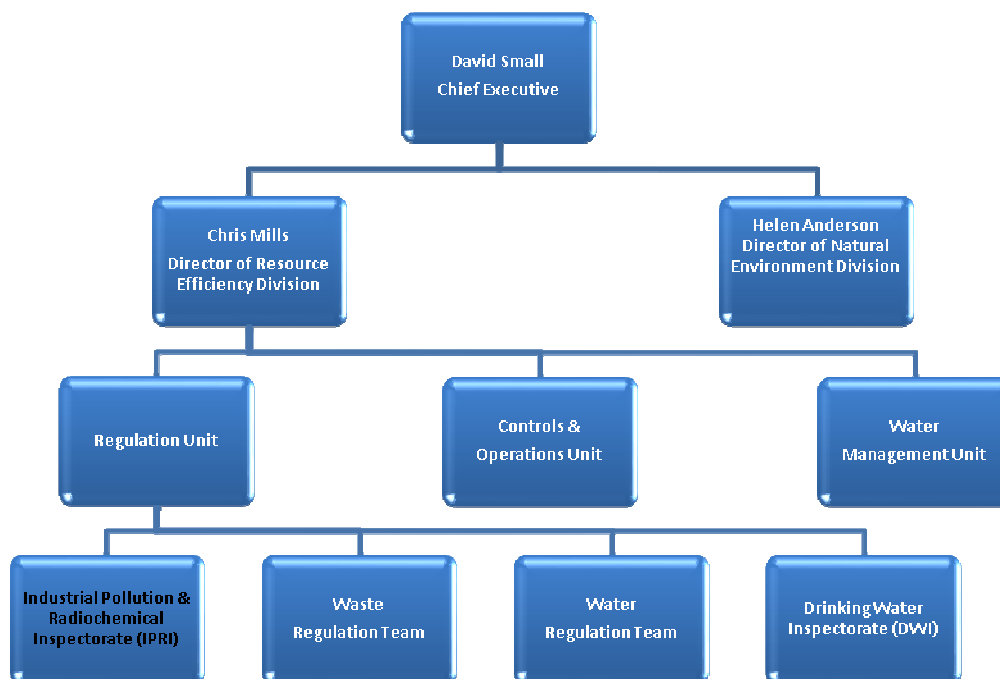 David Small
Chief Executive
Chris Mills
Director of Resource
Efficiency Division
Helen Anderson
Director of Natural
Environment Division
Regulation Unit
Controls &
Operations Unit
Water
Management Unit
Industrial Pollution &
Radiochemical
Inspectorate (IPRI)
Waste
Regulation Team
Water
Regulation Team
Drinking Water
Inspectorate (DWI)